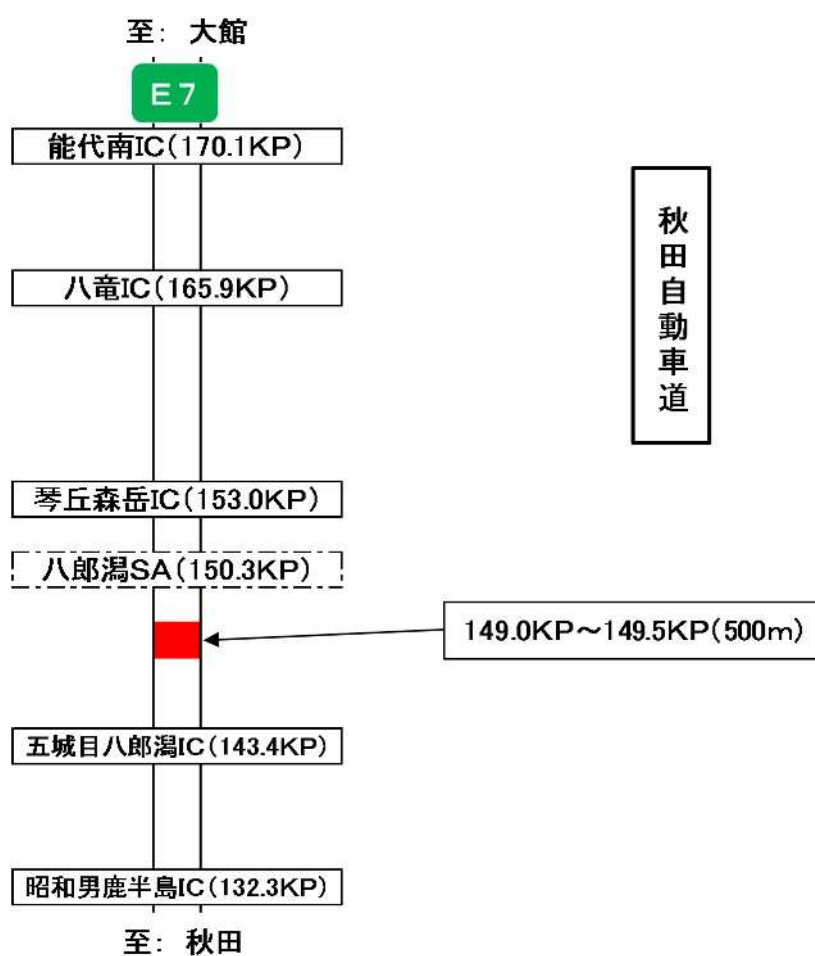 至: 大館
E7
能代南IC(170.1KP)
秋田自動車道
八竜IC(165.9KP)
琴丘森岳IC(153.0KP)
八郎潟SA(150.3KP)
149.0KP～149.5KP(500m)
五城目八郎潟IC(143.4KP)
昭和男鹿半島IC(132.3KP)
至: 秋田